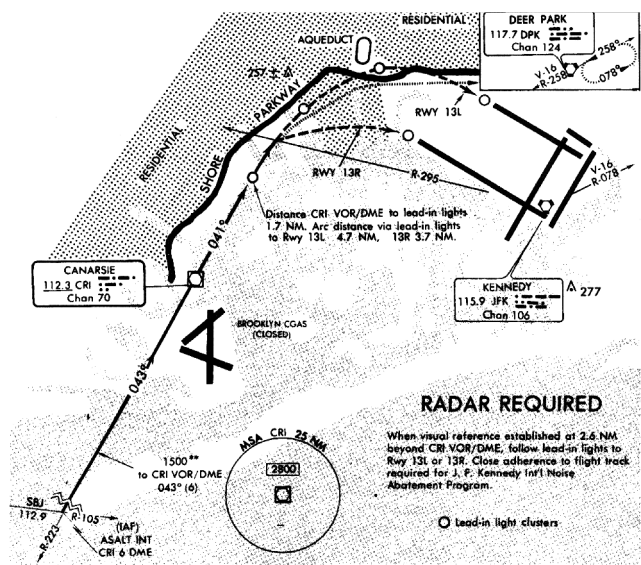 RESIDENTIAL
DEER PARK
117.7 DPK
Chan 124
258°
078°
V-16
R-258
AQUEDUCT
257 ±
PARKWAY
SHORE
RESIDENTIAL
RWY 13L
RWY 13R
R-295
V-16
R-078
Distance CRI VOR/DME to lead-in lights
1.7 NM. Arc distance via lead-in lights
to Rwy 13L 4.7 NM, 13R 3.7 NM.
041°
CANARSIE
112.3 CRI
Chan 70
KENNEDY
115.9 JFK
Chan 106
277
BROOKLYN CGAS
(CLOSED)
043°
RADAR REQUIRED
When visual reference established at 2.6 NM
beyond CRI VOR/DME, follow lead-in lights to
Rwy 13L or 13R. Close adherence to flight track
required for J. F. Kennedy Int'l Noise
Abatement Program.
Lead-in light clusters
MSA CRI 25 NM
2800
1500**
to CRI VOR/DME
043° (6)
SBJ
112.9
R-105
R-223
(IAF)
ASALT INT
CRI 6 DME